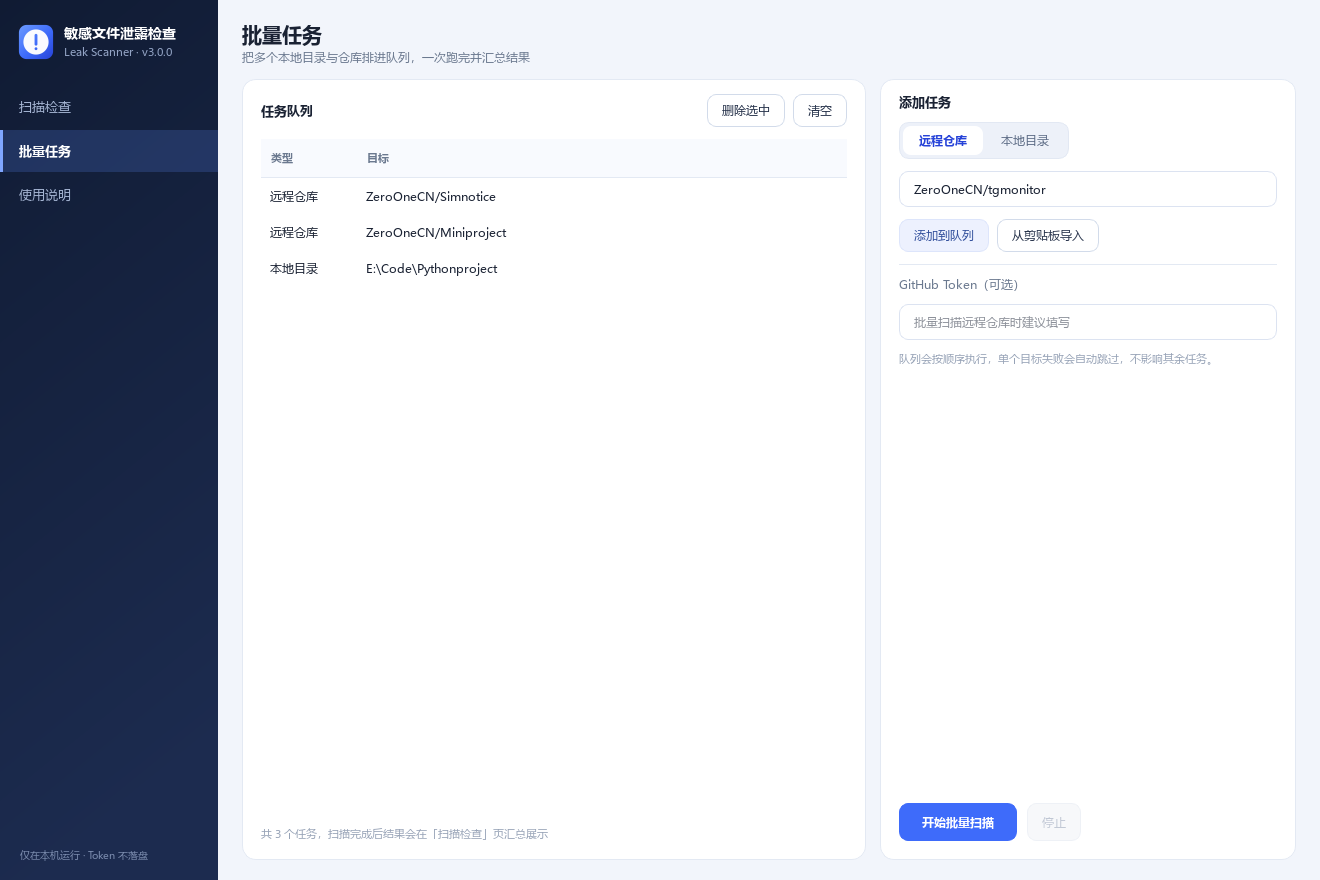 敏感文件泄露检查
Leak Scanner · v3.0.0
扫描检查
批量任务
使用说明
仅在本机运行 · Token 不落盘
批量任务
把多个本地目录与仓库排进队列，一次跑完并汇总结果
任务队列
删除选中
清空
类型 目标
远程仓库 ZeroOneCN/Simnotice
远程仓库 ZeroOneCN/Miniproject
本地目录 E:\Code\Pythonproject
共 3 个任务，扫描完成后结果会在「扫描检查」页汇总展示
添加任务
远程仓库 本地目录
ZeroOneCN/tgmonitor
添加到队列 从剪贴板导入
GitHub Token（可选）
批量扫描远程仓库时建议填写
队列会按顺序执行，单个目标失败会自动跳过，不影响其余任务。
开始批量扫描 停止